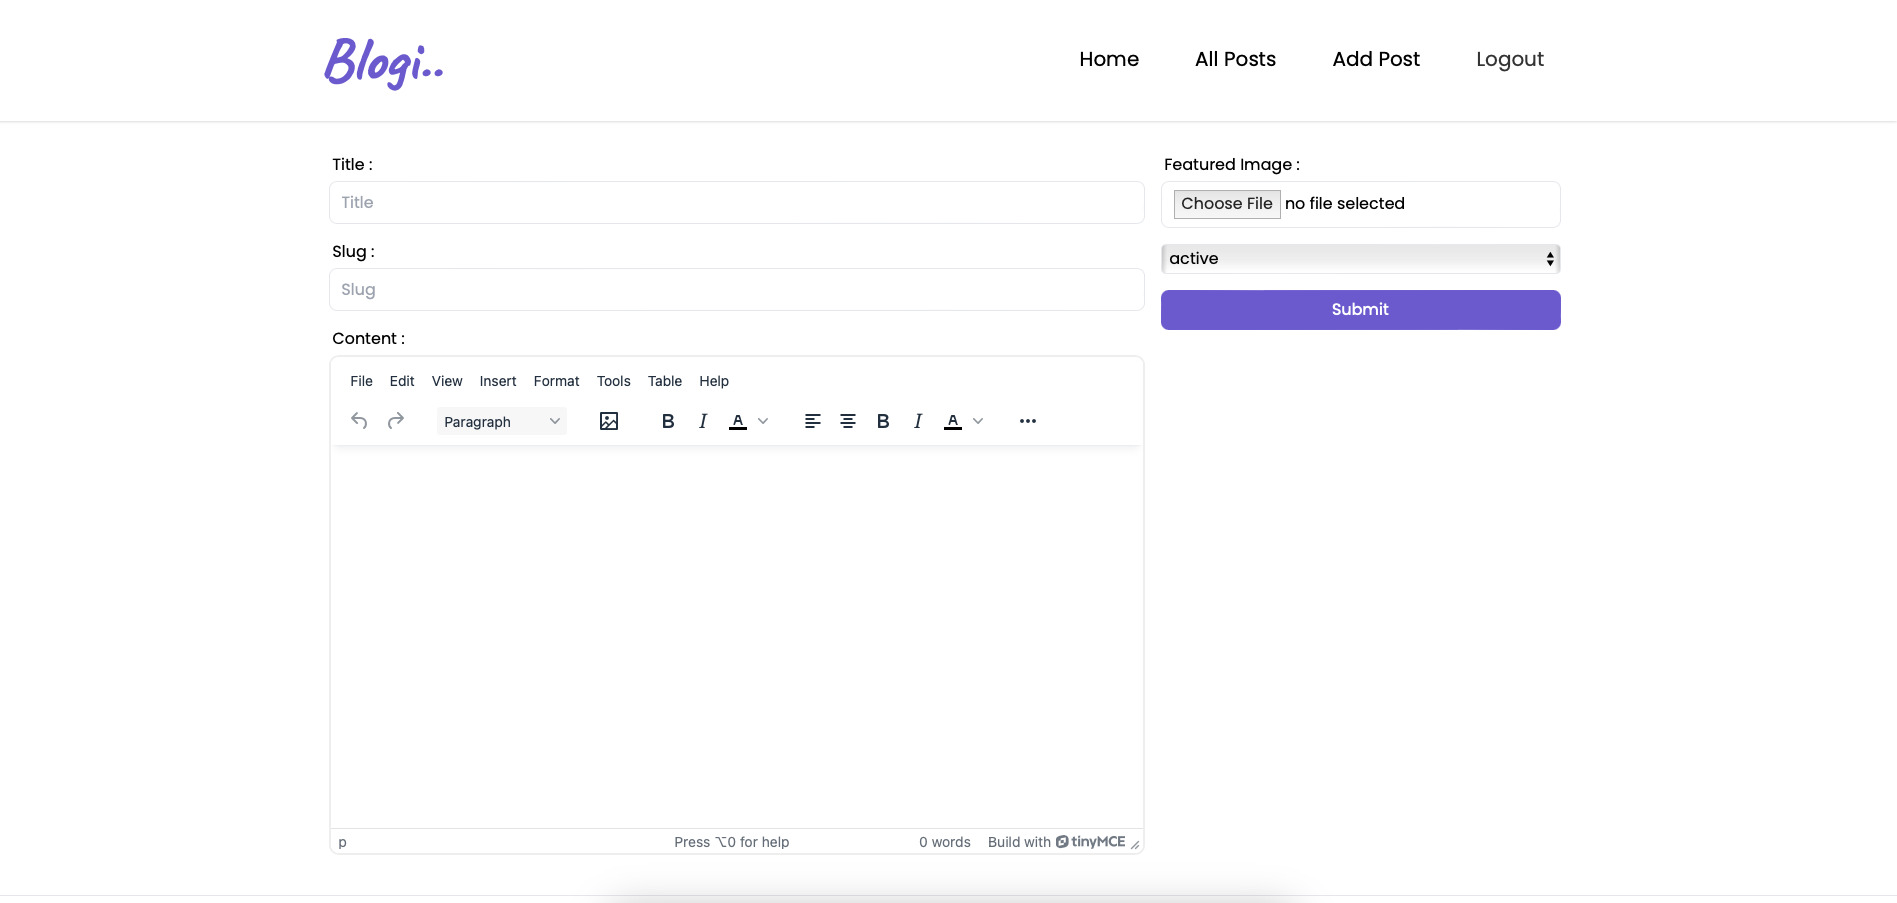 Blogi..
Home All Posts Add Post Logout
Title :
Title
Slug :
Slug
Content :
File Edit View Insert Format Tools Table Help
Paragraph
B I A B I A
p Press ⌥0 for help 0 words Build with tinyMCE
Featured Image :
Choose File no file selected
active
Submit